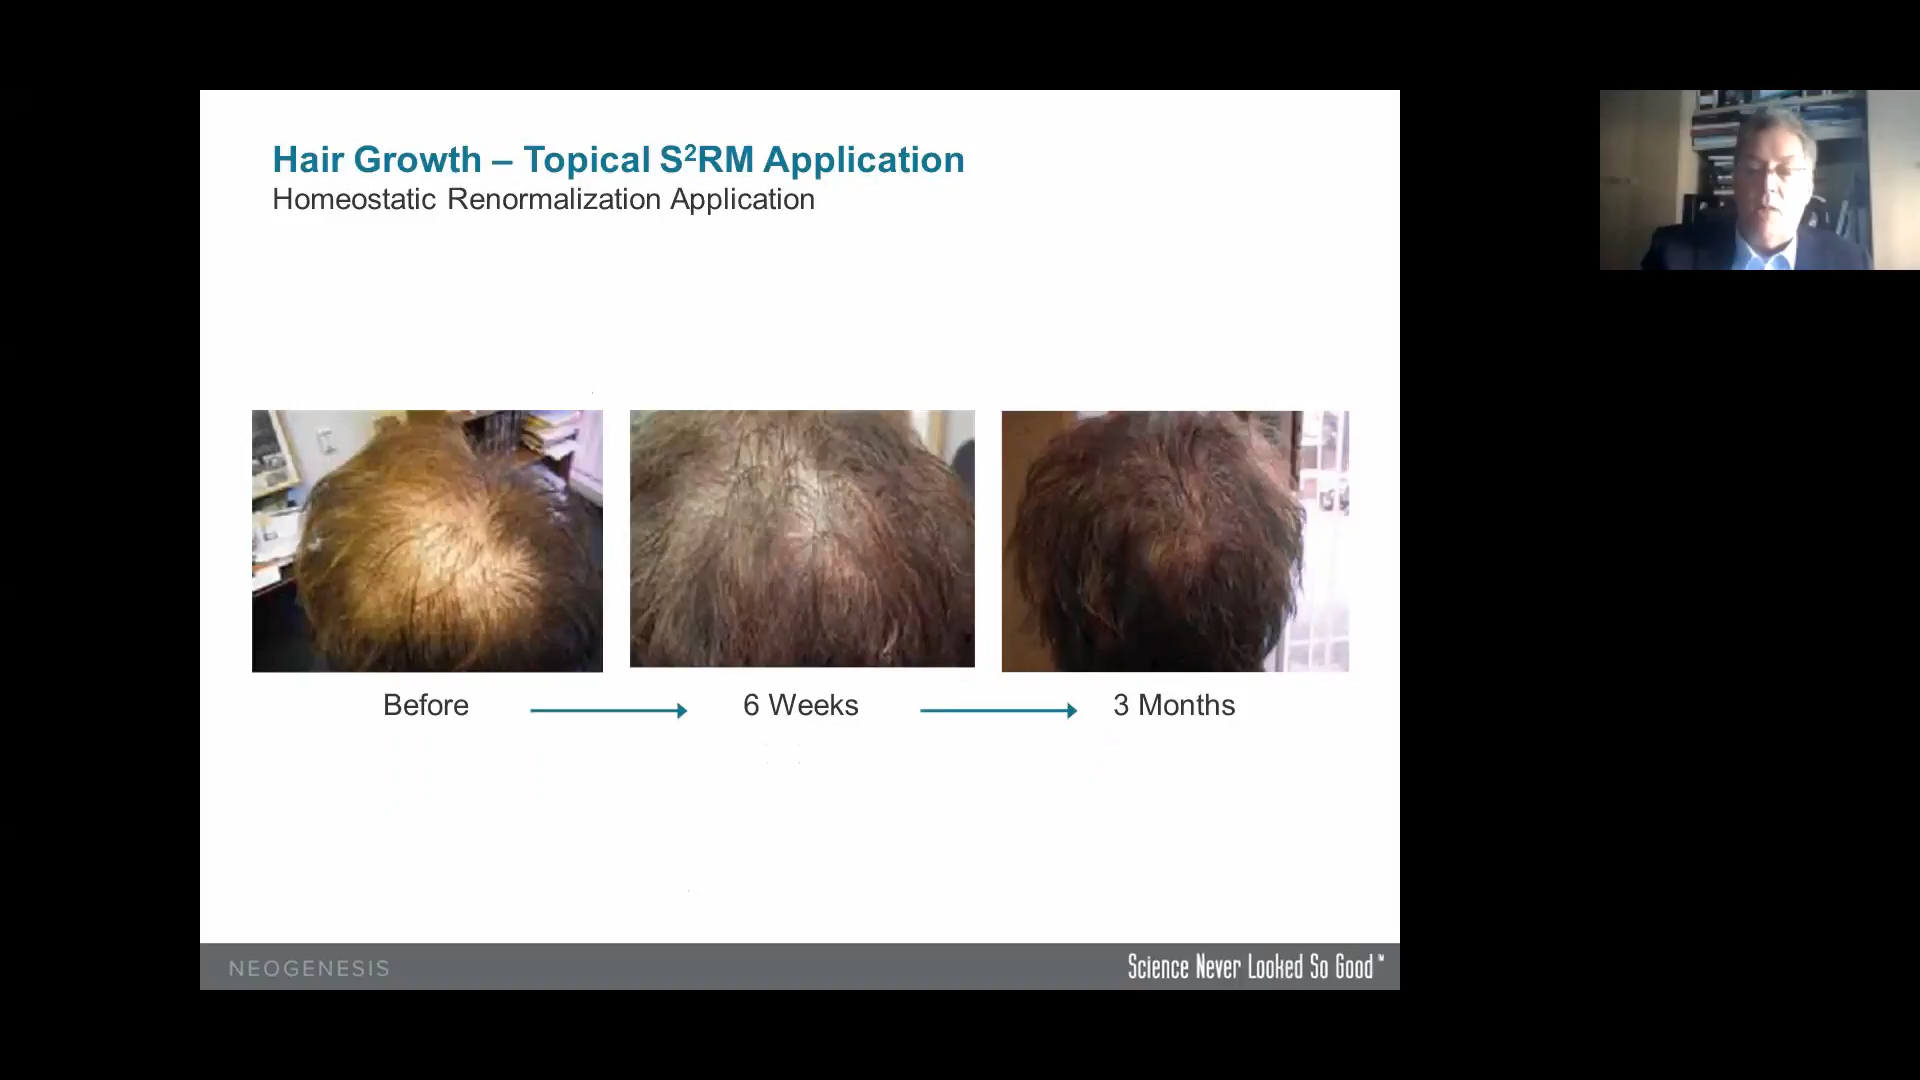 Hair Growth – Topical S²RM Application
Homeostatic Renormalization Application
Before
6 Weeks
3 Months
NEOGENESIS
Science Never Looked So Good™